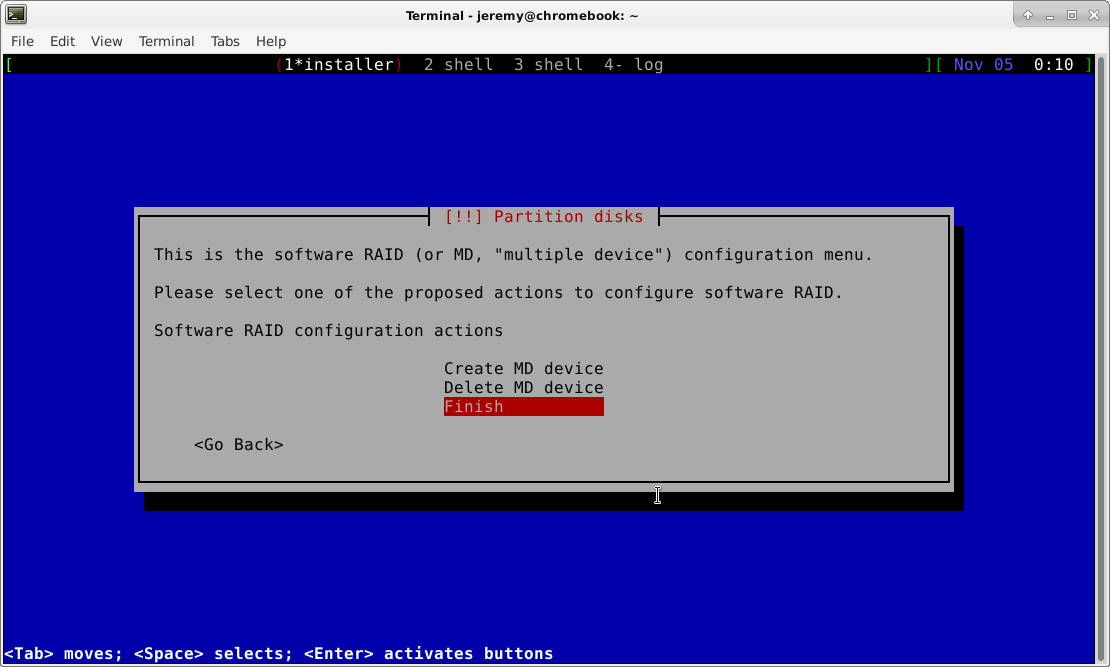 Terminal - jeremy@chromebook: ~
File Edit View Terminal Tabs Help
[ (1*installer) 2 shell 3 shell 4- log ][ Nov 05 0:10 ]
[!!] Partition disks
This is the software RAID (or MD, "multiple device") configuration menu.
Please select one of the proposed actions to configure software RAID.
Software RAID configuration actions
Create MD device
Delete MD device
Finish
<Go Back>
<Tab> moves; <Space> selects; <Enter> activates buttons